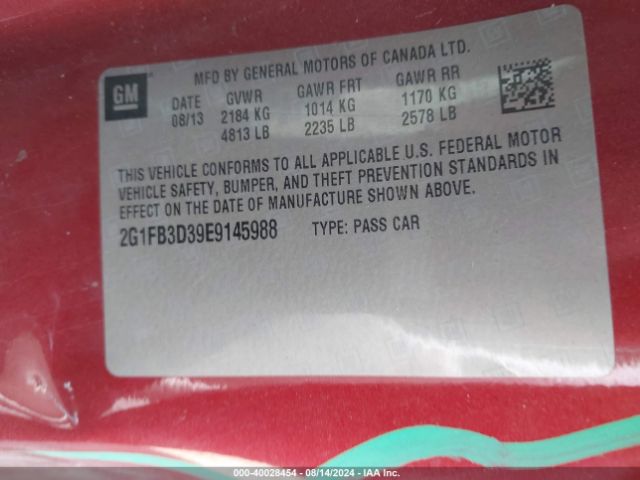 GM
MFD BY GENERAL MOTORS OF CANADA LTD.
DATE GVWR GAWR FRT GAWR RR
08/13 2184 KG 1014 KG 1170 KG
4813 LB 2235 LB 2578 LB
THIS VEHICLE CONFORMS TO ALL APPLICABLE U.S. FEDERAL MOTOR
VEHICLE SAFETY, BUMPER, AND THEFT PREVENTION STANDARDS IN
EFFECT ON THE DATE OF MANUFACTURE SHOWN ABOVE.
2G1FB3D39E9145988 TYPE: PASS CAR
000-40028454 - 08/14/2024 - IAA Inc.